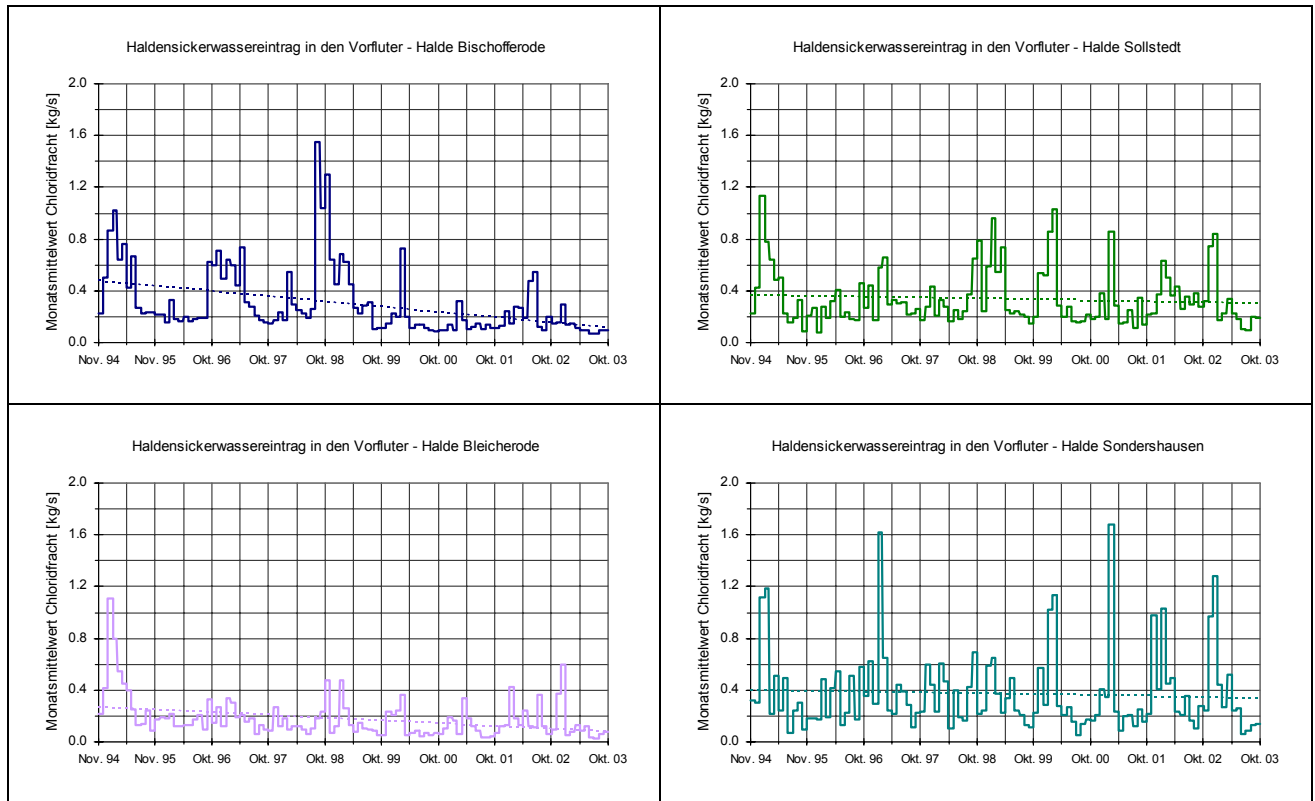 Haldensickerwassereintrag in den Vorfluter - Halde Bischofferode
Monatsmittelwert Chloridfracht [kg/s]
2.0
1.6
1.2
0.8
0.4
0.0
Nov. 94 Nov. 95 Okt. 96 Okt. 97 Okt. 98 Okt. 99 Okt. 00 Okt. 01 Okt. 02 Okt. 03
Haldensickerwassereintrag in den Vorfluter - Halde Sollstedt
Monatsmittelwert Chloridfracht [kg/s]
2.0
1.6
1.2
0.8
0.4
0.0
Nov. 94 Nov. 95 Okt. 96 Okt. 97 Okt. 98 Okt. 99 Okt. 00 Okt. 01 Okt. 02 Okt. 03
Haldensickerwassereintrag in den Vorfluter - Halde Bleicherode
Monatsmittelwert Chloridfracht [kg/s]
2.0
1.6
1.2
0.8
0.4
0.0
Nov. 94 Nov. 95 Okt. 96 Okt. 97 Okt. 98 Okt. 99 Okt. 00 Okt. 01 Okt. 02 Okt. 03
Haldensickerwassereintrag in den Vorfluter - Halde Sondershausen
Monatsmittelwert Chloridfracht [kg/s]
2.0
1.6
1.2
0.8
0.4
0.0
Nov. 94 Nov. 95 Okt. 96 Okt. 97 Okt. 98 Okt. 99 Okt. 00 Okt. 01 Okt. 02 Okt. 03